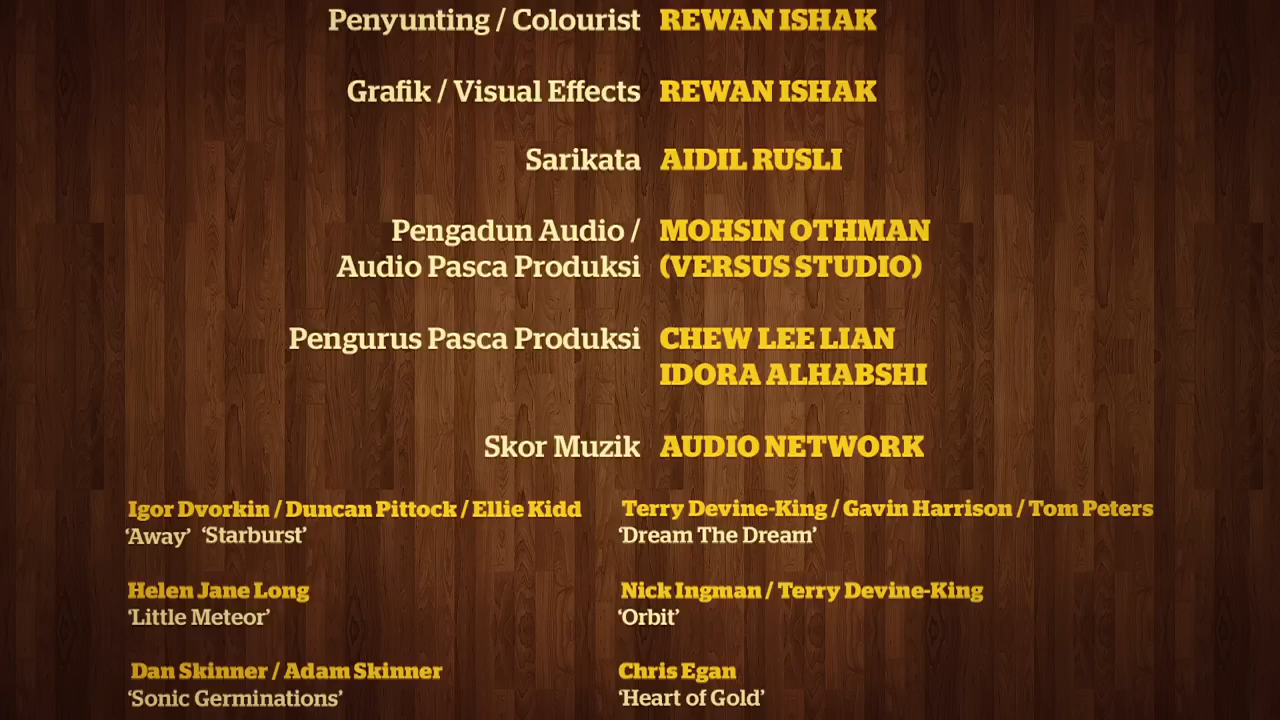 Penyunting / Colourist REWAN ISHAK
Grafik / Visual Effects REWAN ISHAK
Sarikata AIDIL RUSLI
Pengadun Audio / MOHSIN OTHMAN
Audio Pasca Produksi (VERSUS STUDIO)
Pengurus Pasca Produksi CHEW LEE LIAN
IDORA ALHABSHI
Skor Muzik AUDIO NETWORK
Igor Dvorkin / Duncan Pittock / Ellie Kidd
‘Away’ ‘Starburst’
Terry Devine-King / Gavin Harrison / Tom Peters
‘Dream The Dream’
Helen Jane Long
‘Little Meteor’
Nick Ingman / Terry Devine-King
‘Orbit’
Dan Skinner / Adam Skinner
‘Sonic Germinations’
Chris Egan
‘Heart of Gold’